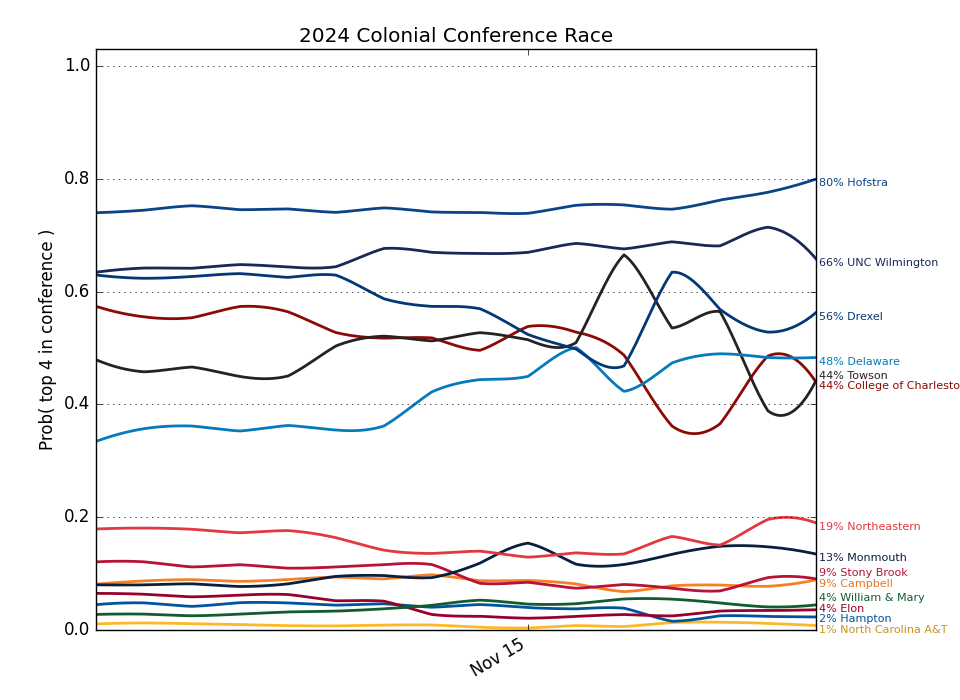 2024 Colonial Conference Race
Prob( top 4 in conference )
1.0
0.8
0.6
0.4
0.2
0.0
Nov 15
80% Hofstra
66% UNC Wilmington
56% Drexel
48% Delaware
44% Towson
44% College of Charlesto
19% Northeastern
13% Monmouth
9% Stony Brook
9% Campbell
4% William & Mary
4% Elon
2% Hampton
1% North Carolina A&T